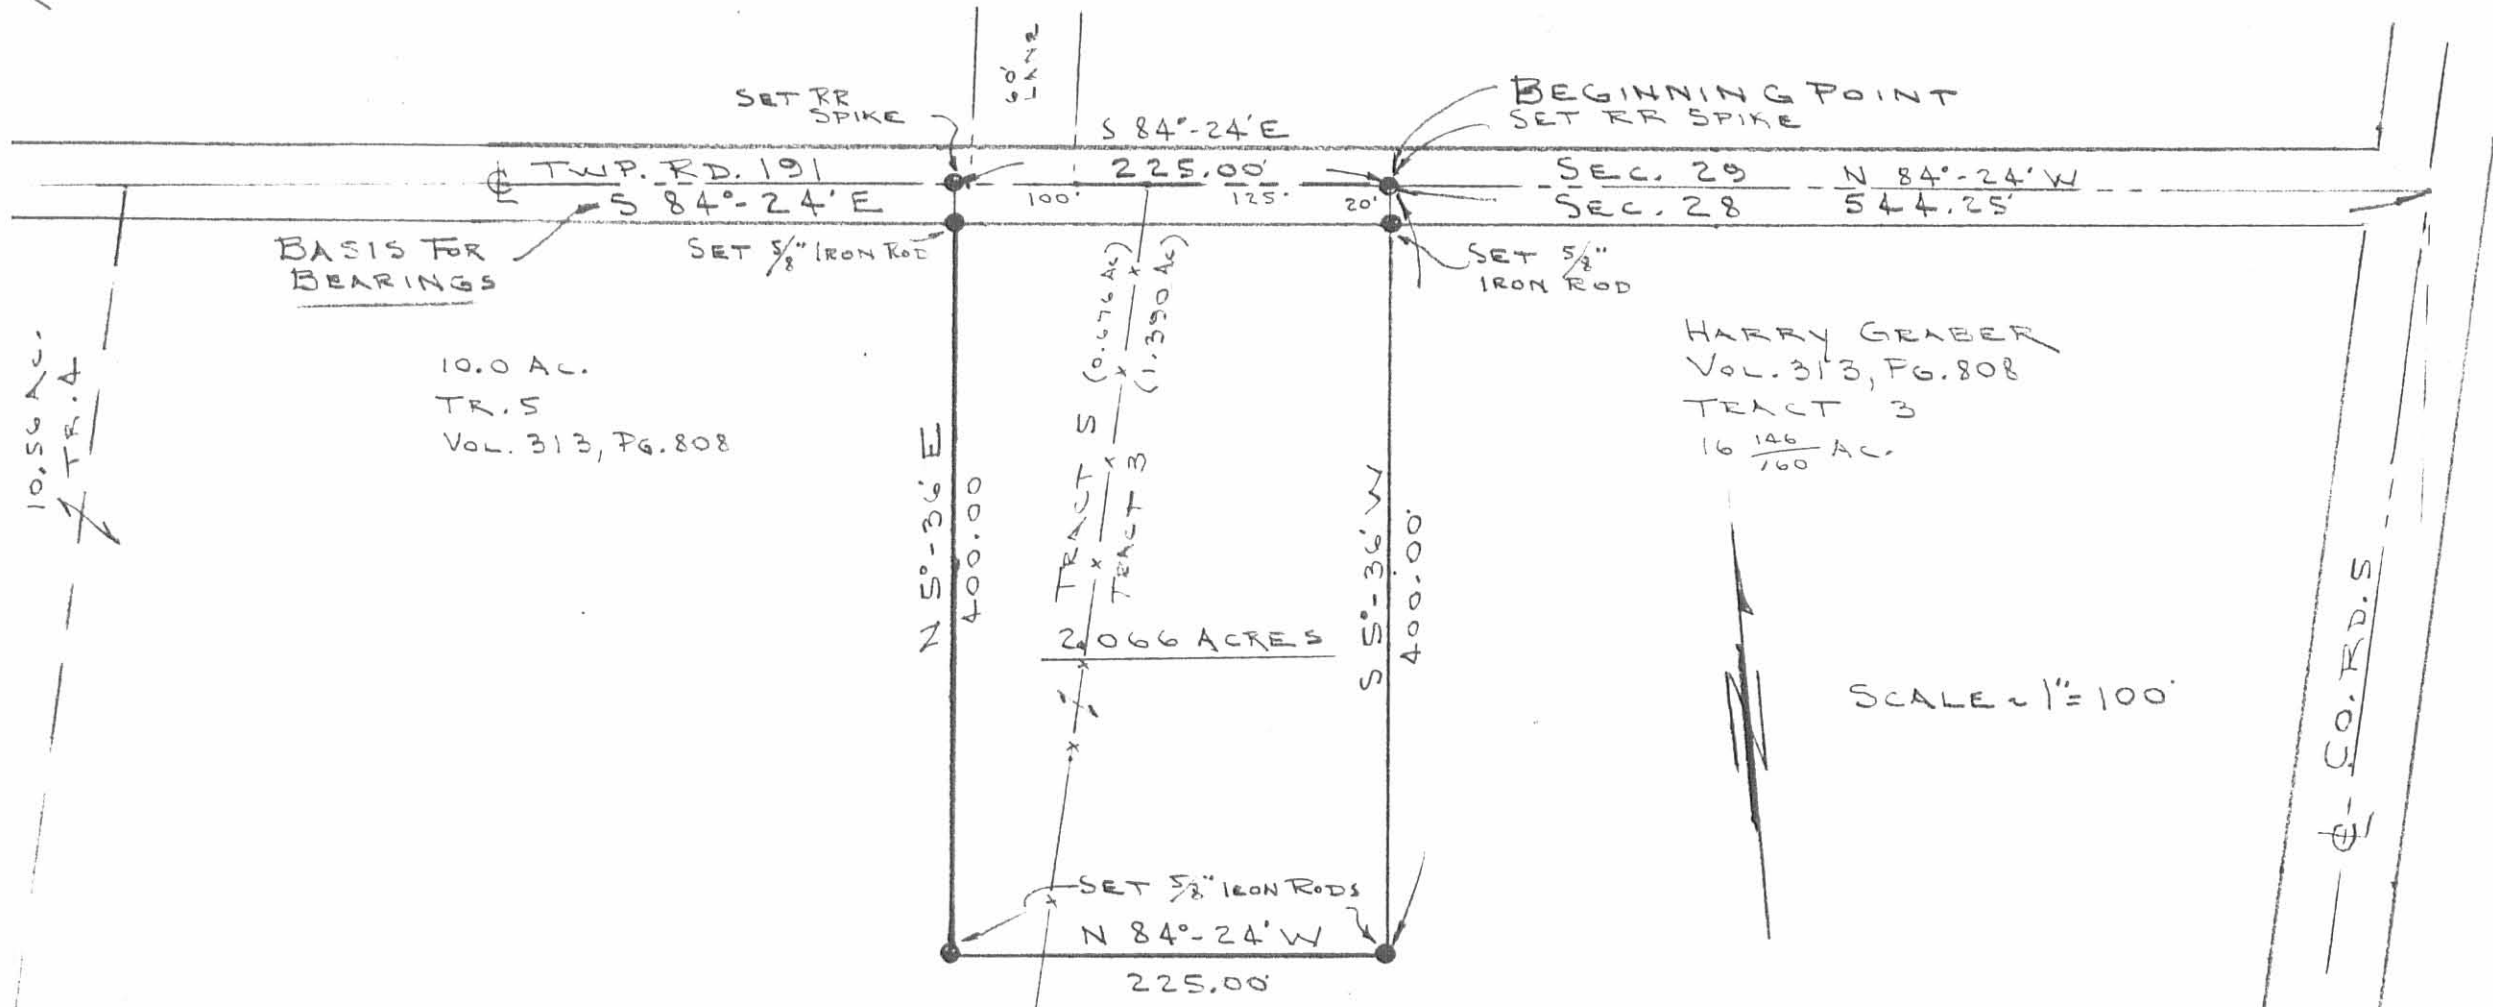 60'
LANE
SET RR
SPIKE
BEGINNING POINT
SET RR SPIKE
S 84°-24'E
℄ TWP. RD. 191
S 84°-24'E
225.00'
100'
125'
20'
SEC. 29
SEC. 28
N 84°-24'W
544.25'
BASIS FOR
BEARINGS
SET 5/8" IRON ROD
SET 5/8"
IRON ROD
10.0 AC.
TR. 5
VOL. 313, PG. 808
10.56 AC.
TR. 4
TRACT 5 (0.676 AC)
TRACT 3 (1.390 AC)
HARRY GRABER
VOL. 313, PG. 808
TRACT 3
16 146/160 AC.
N 5°-36'E
400.00
S 5°-36'W
400.00'
2.066 ACRES
N
SCALE ~ 1"=100'
℄ CO. RD. 5
SET 5/8" IRON RODS
N 84°-24'W
225.00'